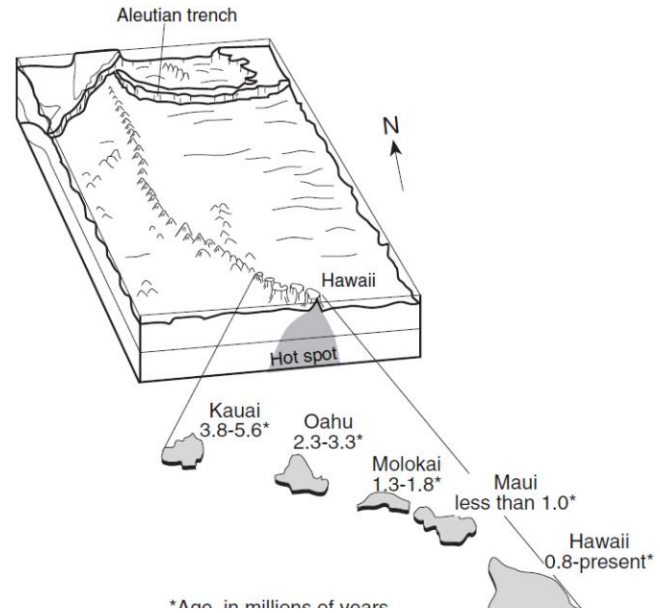 Aleutian trench
N
Hawaii
Hot spot
Kauai
3.8-5.6*
Oahu
2.3-3.3*
Molokai
1.3-1.8*
Maui
less than 1.0*
Hawaii
0.8-present*
*Age, in millions of years